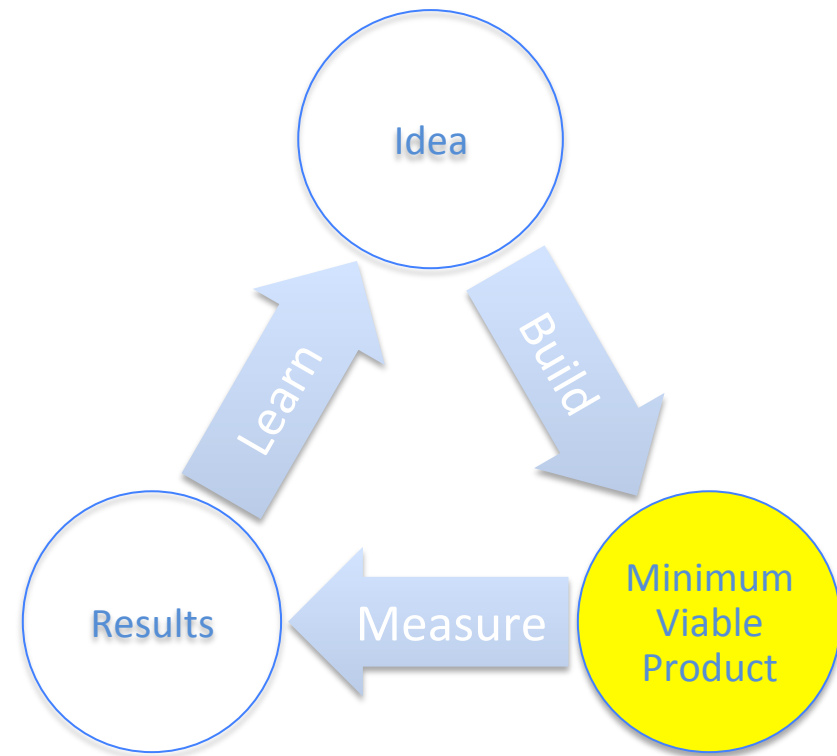 Idea
Build
Minimum
Viable
Product
Measure
Results
Learn